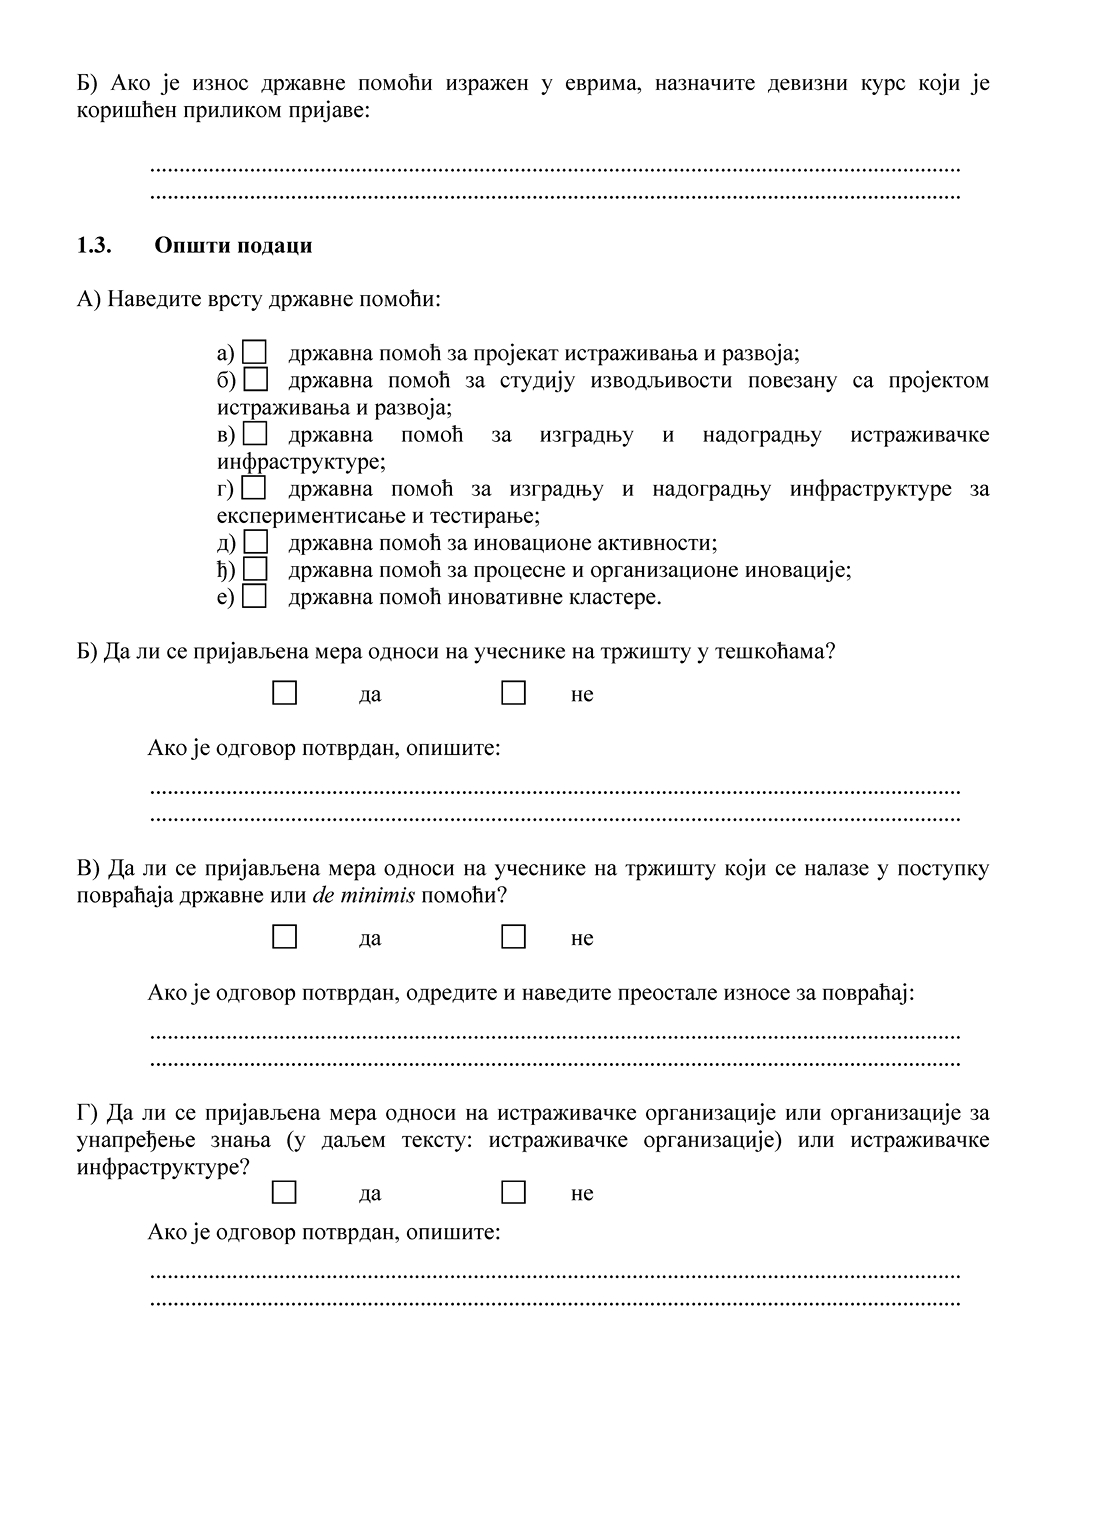 Б) Ако је износ државне помоћи изражен у еврима, назначите девизни курс који је
коришћен приликом пријаве:
..........................................................................................................................................
..........................................................................................................................................
1.3. Општи подаци
А) Наведите врсту државне помоћи:
а) државна помоћ за пројекат истраживања и развоја;
б) државна помоћ за студију изводљивости повезану са пројектом
истраживања и развоја;
в) државна помоћ за изградњу и надоградњу истраживачке
инфраструктуре;
г) државна помоћ за изградњу и надоградњу инфраструктуре за
експериментисање и тестирање;
д) државна помоћ за иновационе активности;
ђ) државна помоћ за процесне и организационе иновације;
е) државна помоћ иновативне кластере.
Б) Да ли се пријављена мера односи на учеснике на тржишту у тешкоћама?
да не
Ако је одговор потврдан, опишите:
..........................................................................................................................................
..........................................................................................................................................
В) Да ли се пријављена мера односи на учеснике на тржишту који се налазе у поступку
повраћаја државне или de minimis помоћи?
да не
Ако је одговор потврдан, одредите и наведите преостале износе за повраћај:
..........................................................................................................................................
..........................................................................................................................................
Г) Да ли се пријављена мера односи на истраживачке организације или организације за
унапређење знања (у даљем тексту: истраживачке организације) или истраживачке
инфраструктуре?
да не
Ако је одговор потврдан, опишите:
..........................................................................................................................................
..........................................................................................................................................